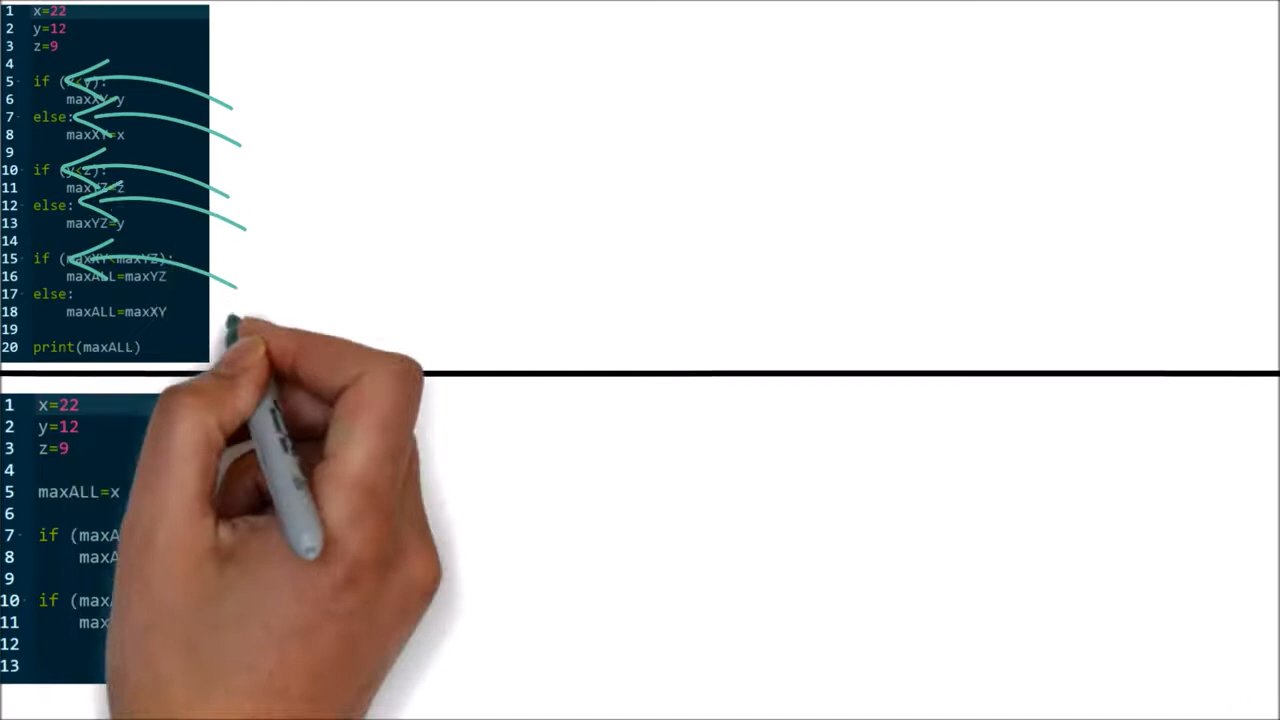 1 x=22
2 y=12
3 z=9
4
5 if (x<y):
6 maxXY=y
7 else:
8 maxXY=x
9
10 if (y<z):
11 maxYZ=z
12 else:
13 maxYZ=y
14
15 if (maxXY<maxYZ):
16 maxALL=maxYZ
17 else:
18 maxALL=maxXY
19
20 print(maxALL)
1 x=22
2 y=12
3 z=9
4
5 maxALL=x
6
7 if (maxA
8 maxA
9
10 if (max
11 max
12
13